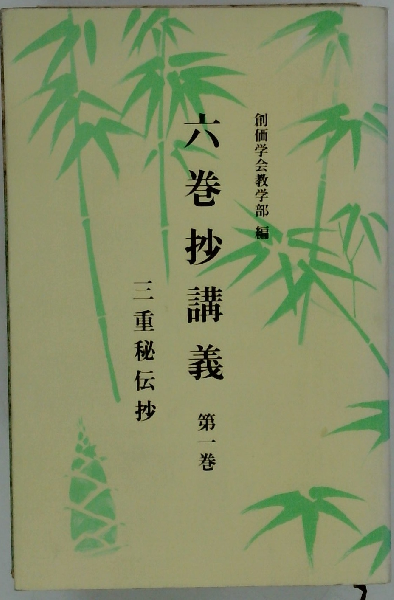 創価学会教学部 編
六巻抄講義 第一巻
三重秘伝抄